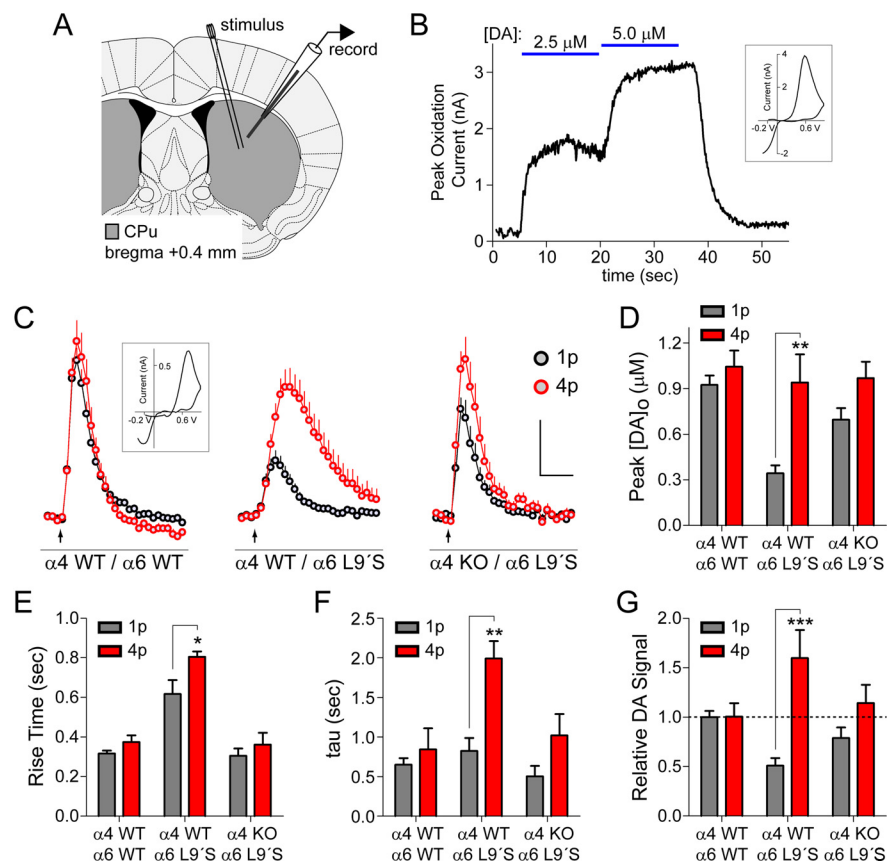 A
stimulus
record
CPu
bregma +0.4 mm
B
[DA]:
2.5 μM
5.0 μM
Peak Oxidation
Current (nA)
3
1.5
0
10
20
30
40
50
time (sec)
Current (nA)
4
2
-0.2 V
0.6 V
-2
C
Current (nA)
0.5
-0.2 V
0.6 V
1p
4p
α4 WT / α6 WT
α4 WT / α6 L9´S
α4 KO / α6 L9´S
D
1p
4p
**
Peak [DA]o (μM)
1.2
0.9
0.6
0.3
0.0
α4 WT α4 WT α4 KO
α6 WT α6 L9´S α6 L9´S
E
1p
4p
*
Rise Time (sec)
1.0
0.8
0.6
0.4
0.2
0.0
α4 WT α4 WT α4 KO
α6 WT α6 L9´S α6 L9´S
F
1p
4p
**
tau (sec)
2.5
2.0
1.5
1.0
0.5
0.0
α4 WT α4 WT α4 KO
α6 WT α6 L9´S α6 L9´S
G
1p
4p
***
Relative DA Signal
2.0
1.5
1.0
0.5
0.0
α4 WT α4 WT α4 KO
α6 WT α6 L9´S α6 L9´S